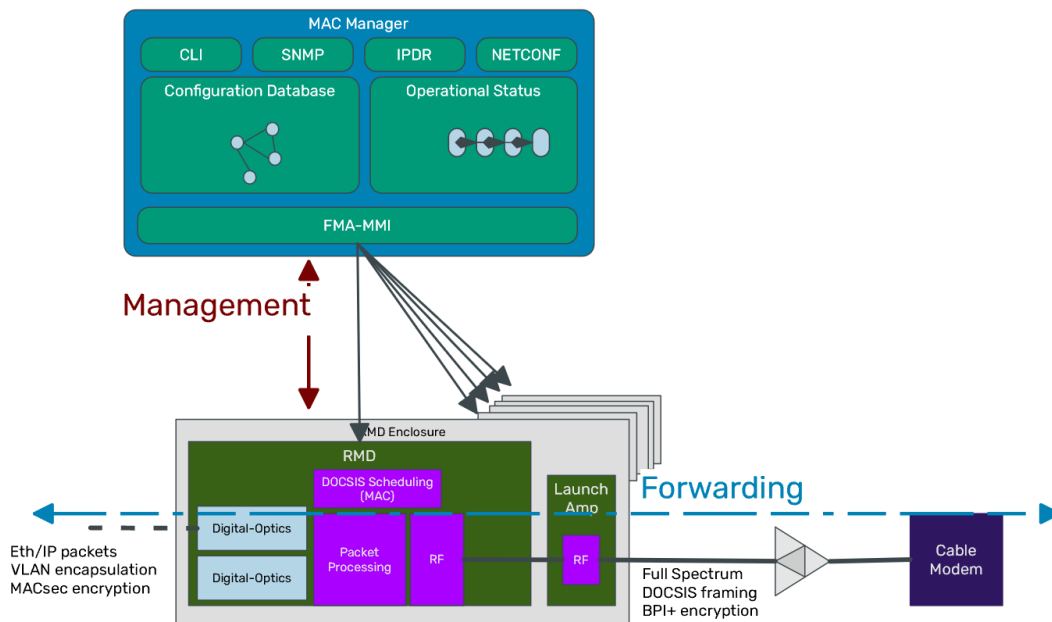 MAC Manager
CLI
SNMP
IPDR
NETCONF
Configuration Database
Operational Status
FMA-MMI
Management
MD Enclosure
RMD
DOCSIS Scheduling
(MAC)
Launch
Amp
Forwarding
Digital-Optics
Packet
Processing
RF
RF
Digital-Optics
Eth/IP packets
VLAN encapsulation
MACsec encryption
Full Spectrum
DOCSIS framing
BPI+ encryption
Cable
Modem